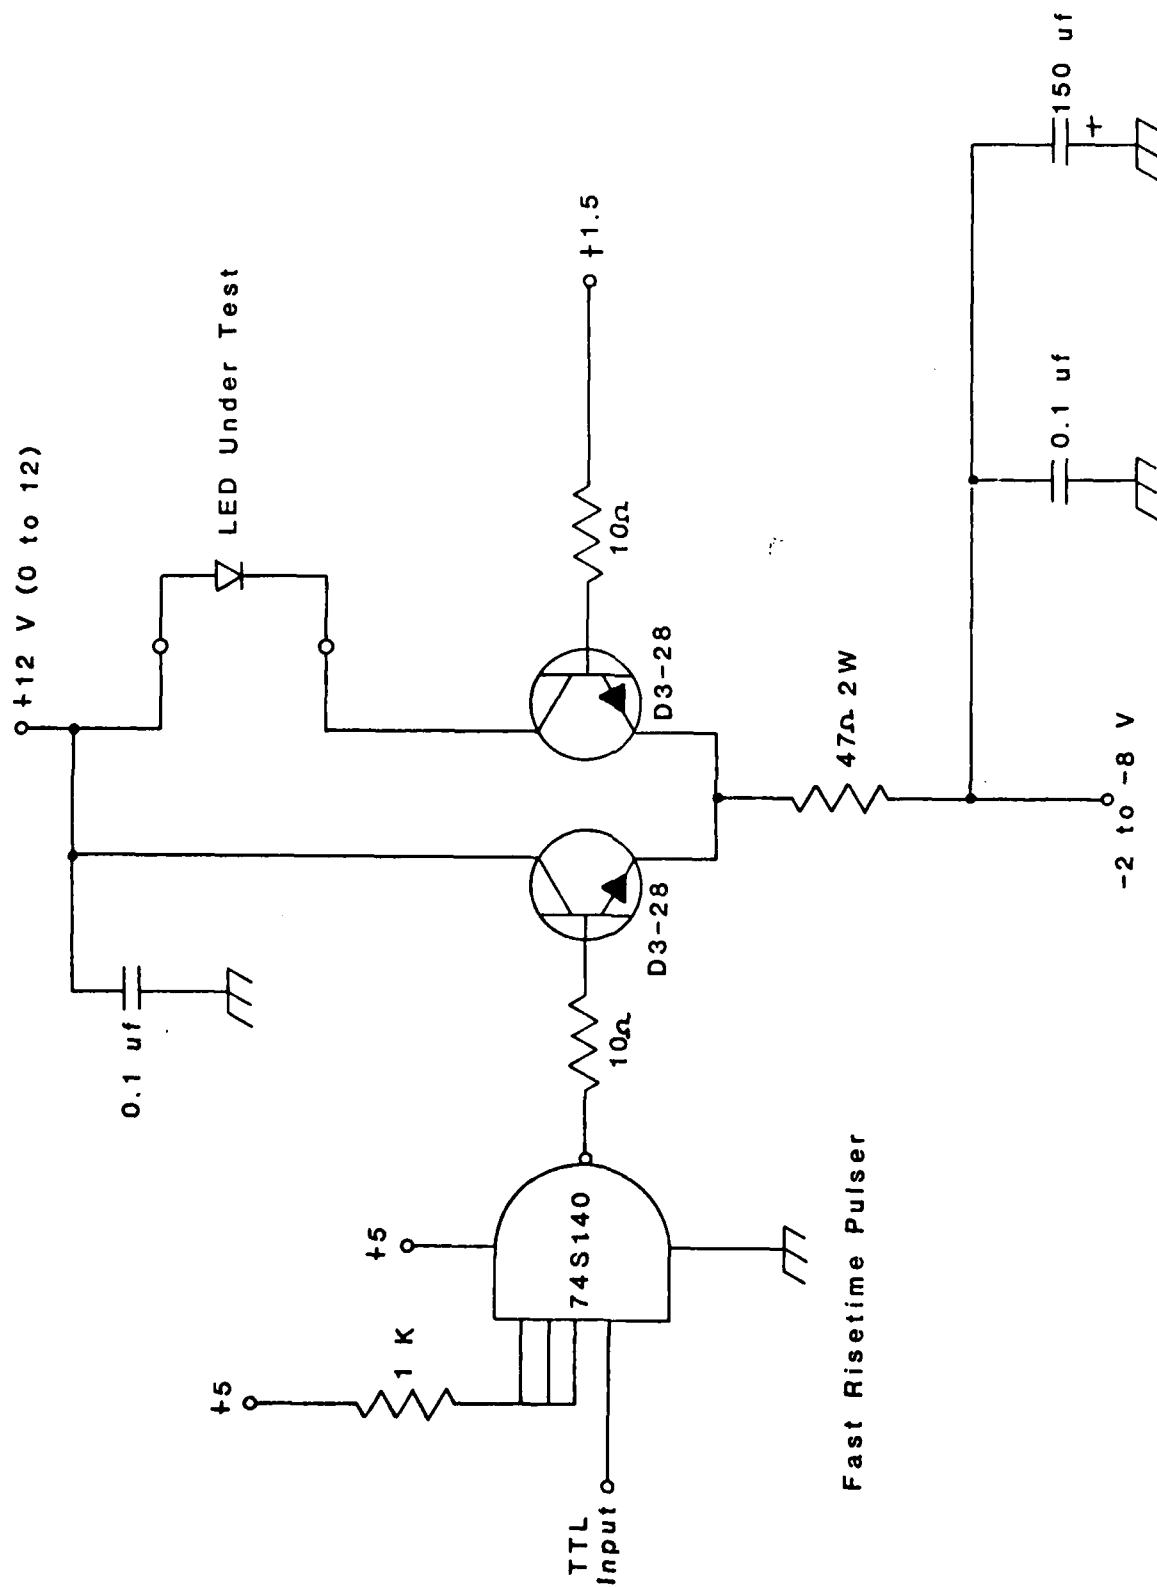 +12 V (0 to 12)
LED Under Test
0.1 uf
+5
1 K
+5
74S140
TTL
Input
10Ω
D3-28
D3-28
10Ω
+1.5
47Ω 2W
-2 to -8 V
0.1 uf
150 uf
+
Fast Risetime Pulser